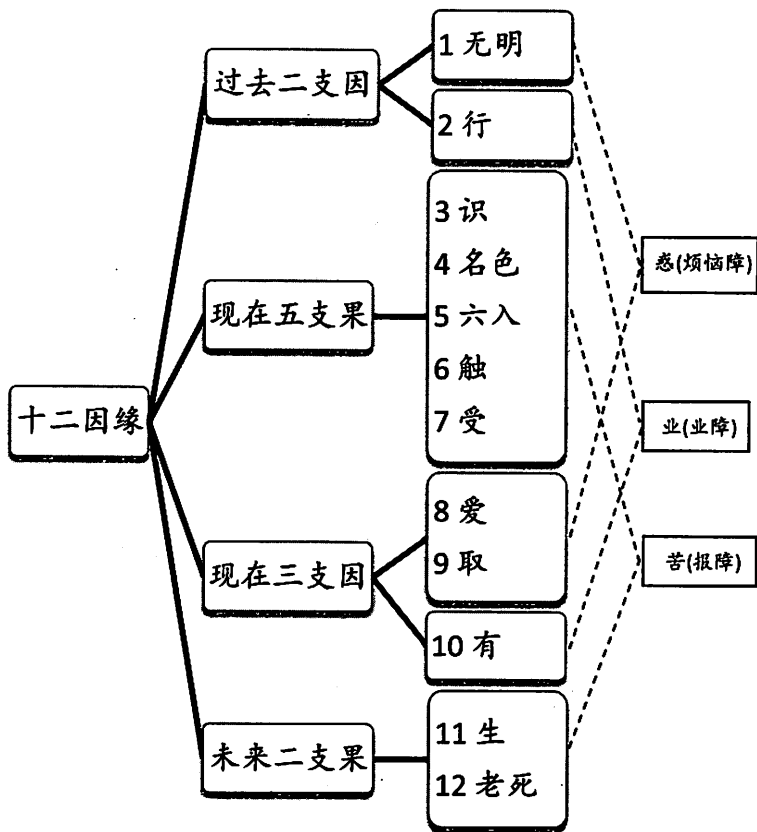 十二因缘
过去二支因
1 无明
2 行
现在五支果
3 识
4 名色
5 六入
6 触
7 受
现在三支因
8 爱
9 取
10 有
未来二支果
11 生
12 老死
惑(烦恼障)
业(业障)
苦(报障)